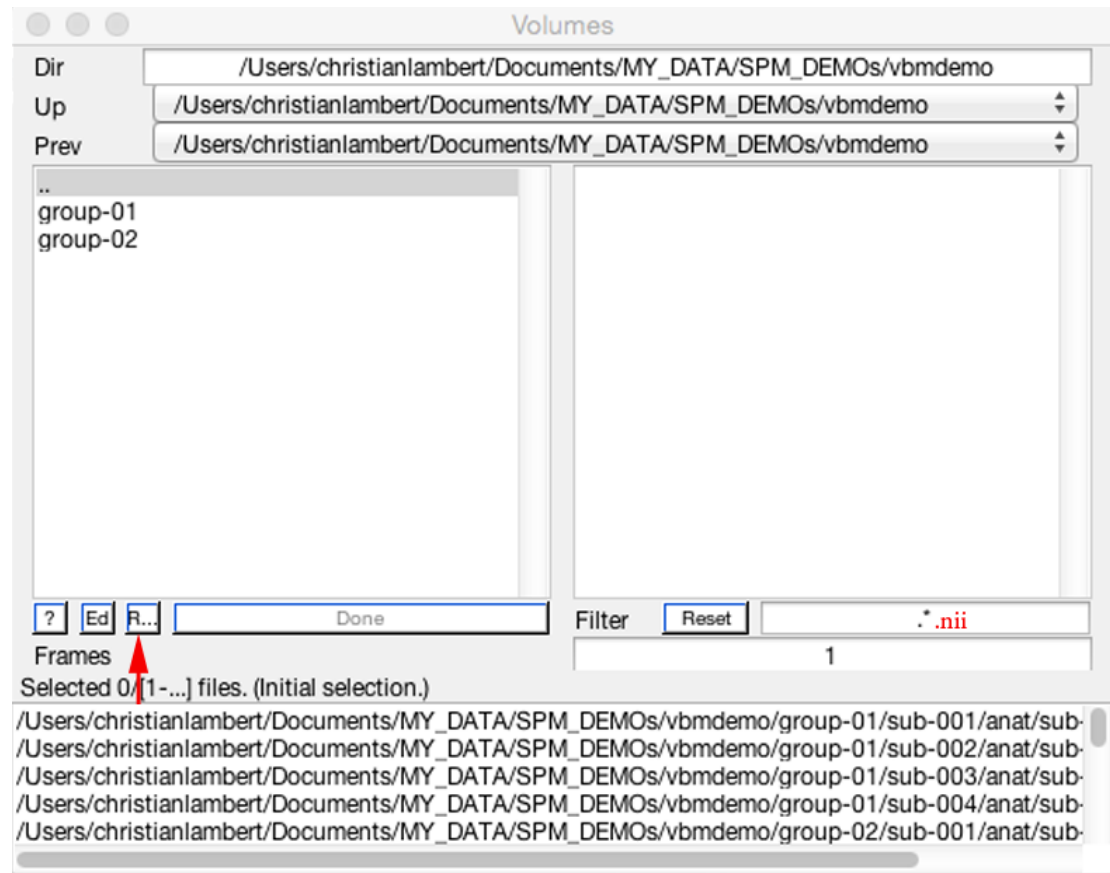 Volumes
Dir /Users/christianlambert/Documents/MY_DATA/SPM_DEMOs/vbmdemo
Up /Users/christianlambert/Documents/MY_DATA/SPM_DEMOs/vbmdemo
Prev /Users/christianlambert/Documents/MY_DATA/SPM_DEMOs/vbmdemo
..
group-01
group-02
? Ed R... Done Filter Reset .* .nii
Frames 1
Selected 0/[1-...] files. (Initial selection.)
/Users/christianlambert/Documents/MY_DATA/SPM_DEMOs/vbmdemo/group-01/sub-001/anat/sub-
/Users/christianlambert/Documents/MY_DATA/SPM_DEMOs/vbmdemo/group-01/sub-002/anat/sub-
/Users/christianlambert/Documents/MY_DATA/SPM_DEMOs/vbmdemo/group-01/sub-003/anat/sub-
/Users/christianlambert/Documents/MY_DATA/SPM_DEMOs/vbmdemo/group-01/sub-004/anat/sub-
/Users/christianlambert/Documents/MY_DATA/SPM_DEMOs/vbmdemo/group-02/sub-001/anat/sub-